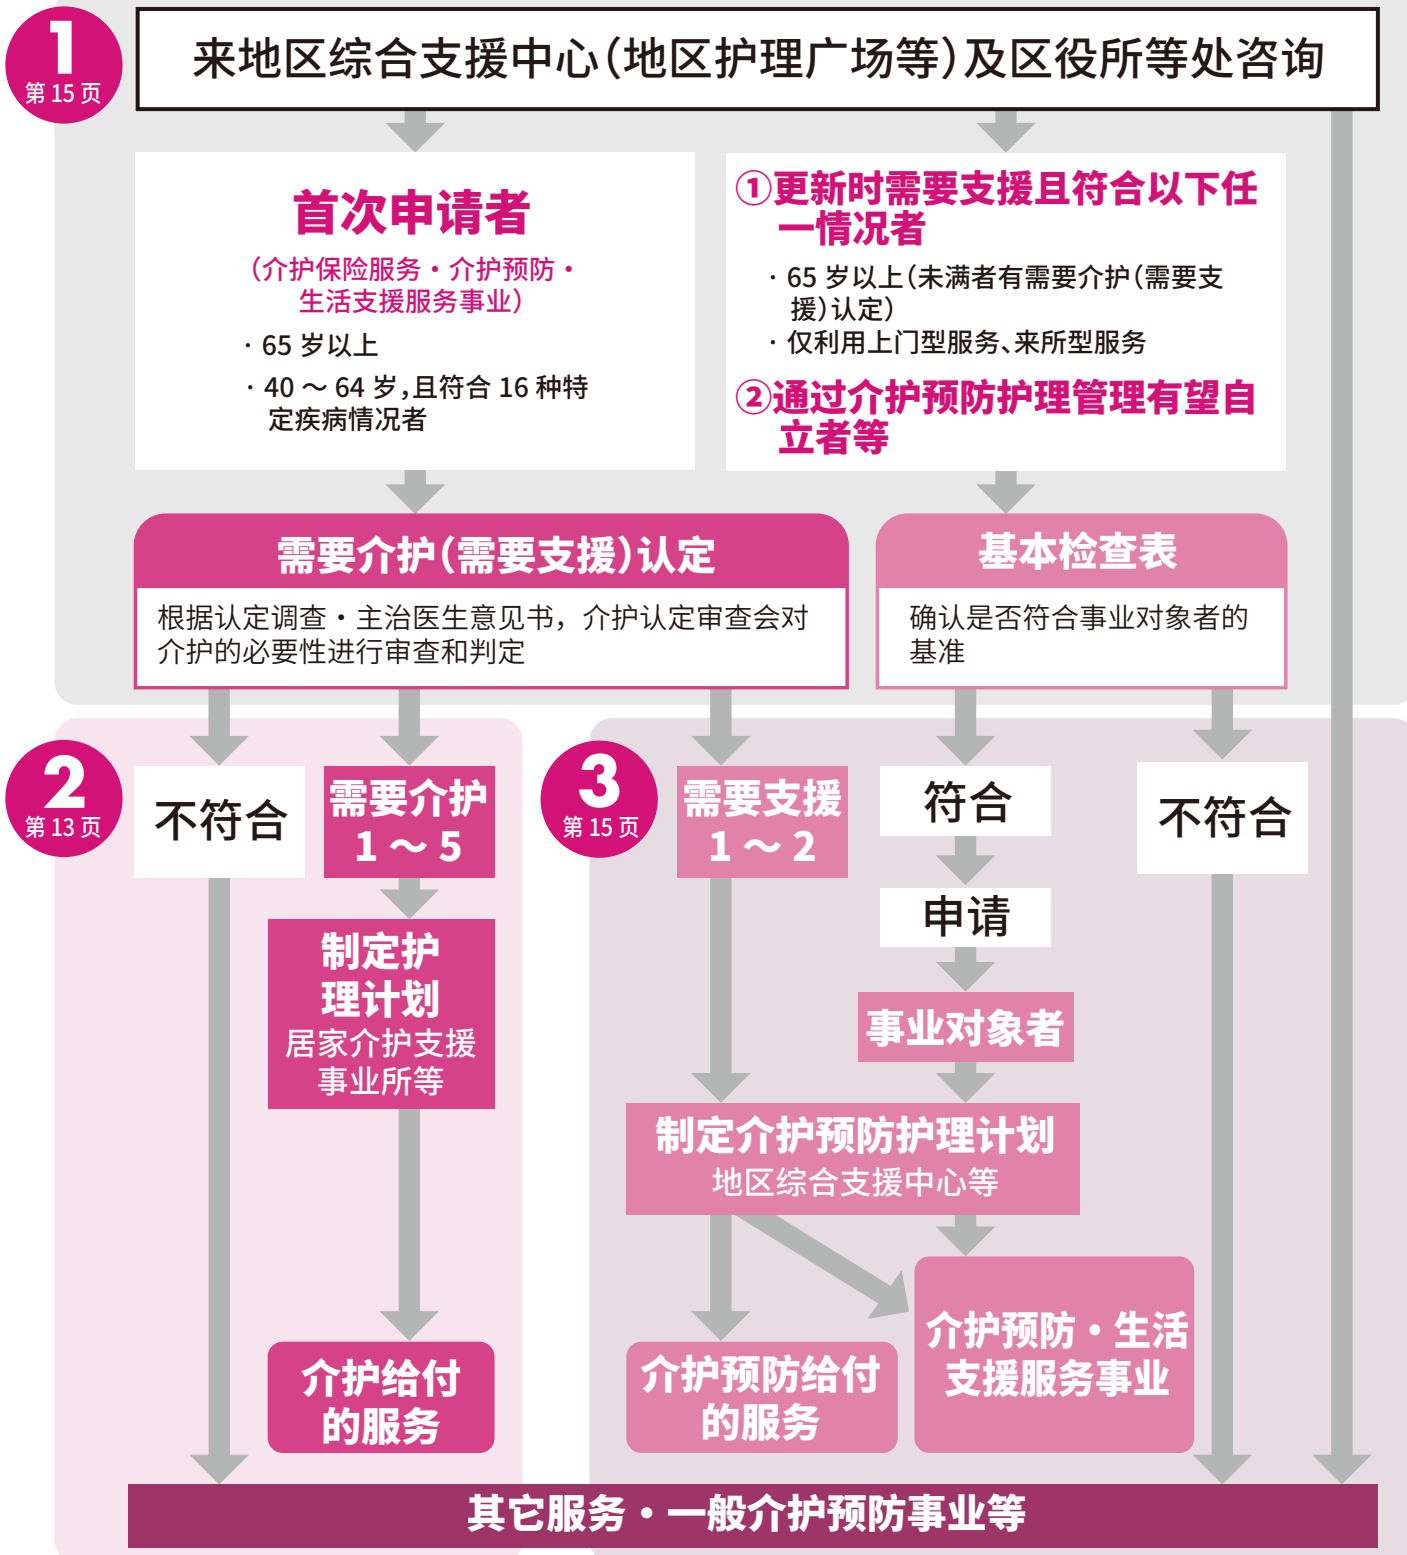 1
第 15 页
来地区综合支援中心（地区护理广场等）及区役所等处咨询
首次申请者
（介护保险服务・介护预防・
生活支援服务事业）
· 65 岁以上
· 40 ～ 64 岁，且符合 16 种特
定疾病情况者
①更新时需要支援且符合以下任
一情况者
· 65 岁以上（未满者有需要介护（需要支
援）认定）
· 仅利用上门型服务、来所型服务
②通过介护预防护理管理有望自
立者等
需要介护（需要支援）认定
根据认定调查・主治医生意见书，介护认定审查会对
介护的必要性进行审查和判定
基本检查表
确认是否符合事业对象者的
基准
2
第 13 页
不符合
需要介护
1 ～ 5
制定护
理计划
居家介护支援
事业所等
介护给付
的服务
3
第 15 页
需要支援
1 ～ 2
符合
申请
事业对象者
不符合
制定介护预防护理计划
地区综合支援中心等
介护预防给付
的服务
介护预防・生活
支援服务事业
其它服务・一般介护预防事业等